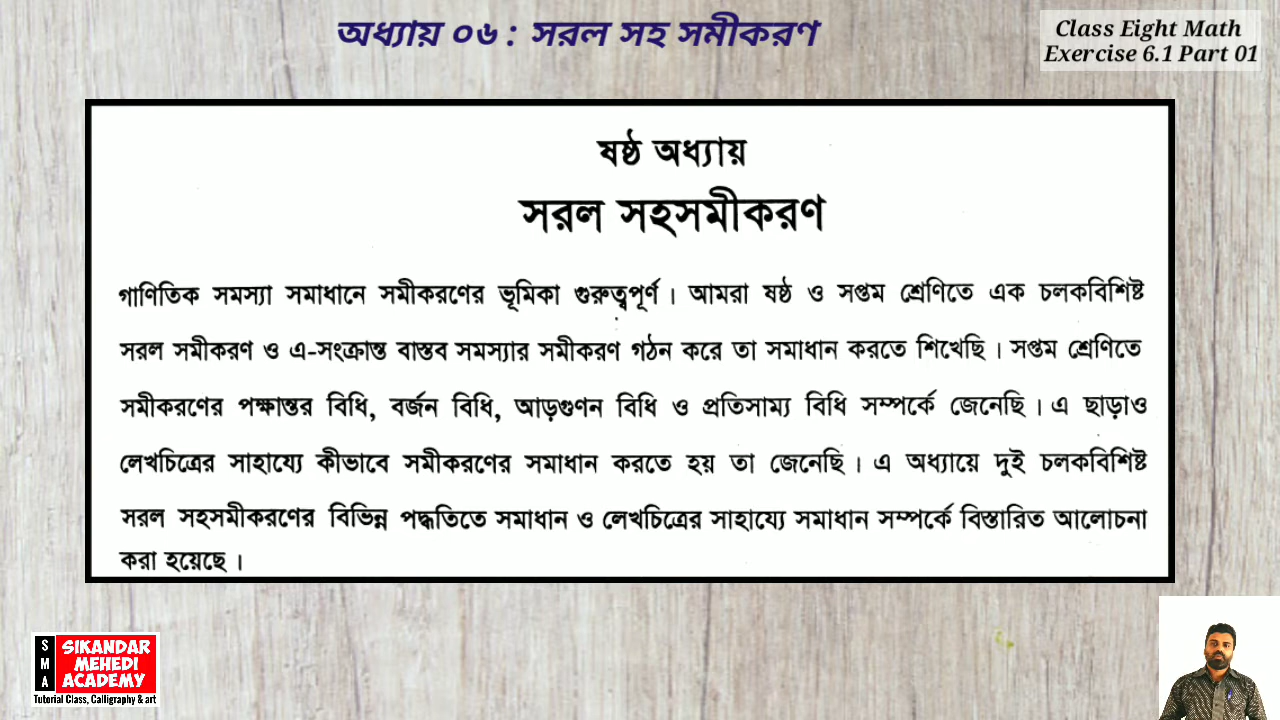 অধ্যায় ০৬ : সরল সহ সমীকরণ
Class Eight Math
Exercise 6.1 Part 01
ষষ্ঠ অধ্যায়
সরল সহসমীকরণ
গাণিতিক সমস্যা সমাধানে সমীকরণের ভূমিকা গুরুত্বপূর্ণ। আমরা ষষ্ঠ ও সপ্তম শ্রেণিতে এক চলকবিশিষ্ট
সরল সমীকরণ ও এ-সংক্রান্ত বাস্তব সমস্যার সমীকরণ গঠন করে তা সমাধান করতে শিখেছি। সপ্তম শ্রেণিতে
সমীকরণের পক্ষান্তর বিধি, বর্জন বিধি, আড়গুণন বিধি ও প্রতিসাম্য বিধি সম্পর্কে জেনেছি। এ ছাড়াও
লেখচিত্রের সাহায্যে কীভাবে সমীকরণের সমাধান করতে হয় তা জেনেছি। এ অধ্যায়ে দুই চলকবিশিষ্ট
সরল সহসমীকরণের বিভিন্ন পদ্ধতিতে সমাধান ও লেখচিত্রের সাহায্যে সমাধান সম্পর্কে বিস্তারিত আলোচনা
করা হয়েছে।
SMA
SIKANDAR
MEHEDI
ACADEMY
Tutorial Class, Calligraphy & art